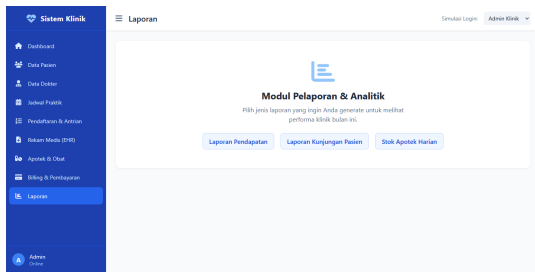 Sistem Klinik
Laporan
Simulasi Login:
Admin Klinik
Dashboard
Data Pasien
Data Dokter
Jadwal Praktik
Pendaftaran & Antrian
Rekam Medis (EHR)
Apotek & Obat
Billing & Pembayaran
Laporan
Modul Pelaporan & Analitik
Pilih jenis laporan yang ingin Anda generate untuk melihat
performa klinik bulan ini.
Laporan Pendapatan
Laporan Kunjungan Pasien
Stok Apotek Harian
A
Admin
Online